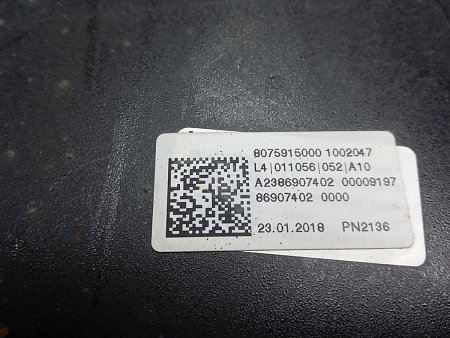 8075915000 1002047
L4|011056|052|A10
A2386907402 00009197
86907402 0000
23.01.2018 PN2136